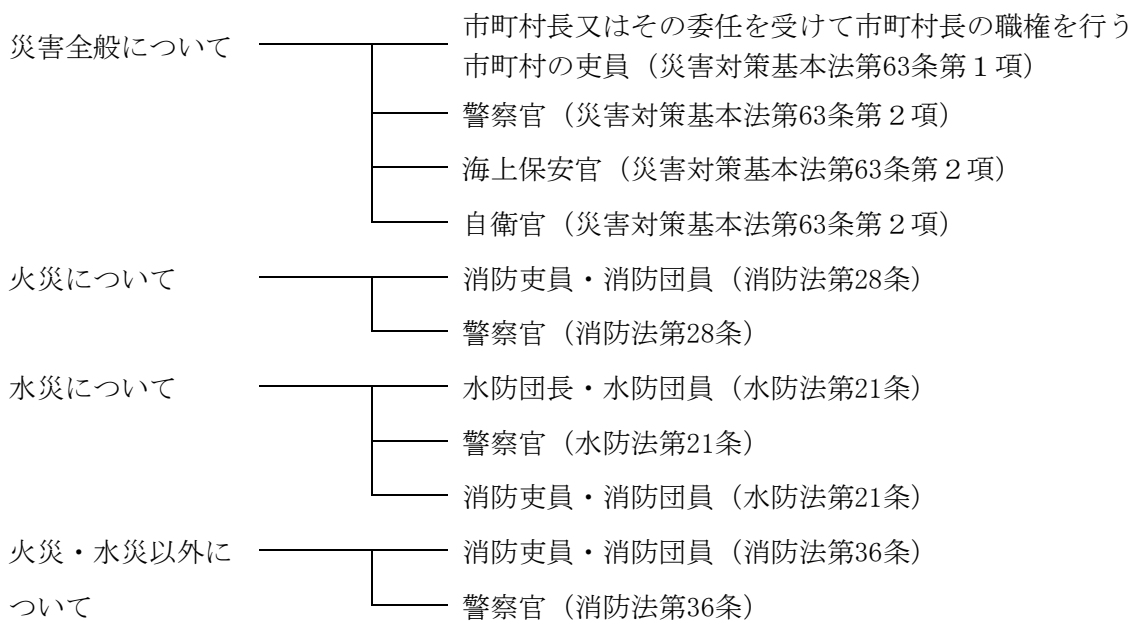 災害全般について
市町村長又はその委任を受けて市町村長の職権を行う
市町村の吏員（災害対策基本法第63条第１項）
警察官（災害対策基本法第63条第２項）
海上保安官（災害対策基本法第63条第２項）
自衛官（災害対策基本法第63条第２項）
火災について
消防吏員・消防団員（消防法第28条）
警察官（消防法第28条）
水災について
水防団長・水防団員（水防法第21条）
警察官（水防法第21条）
消防吏員・消防団員（水防法第21条）
火災・水災以外に
ついて
消防吏員・消防団員（消防法第36条）
警察官（消防法第36条）